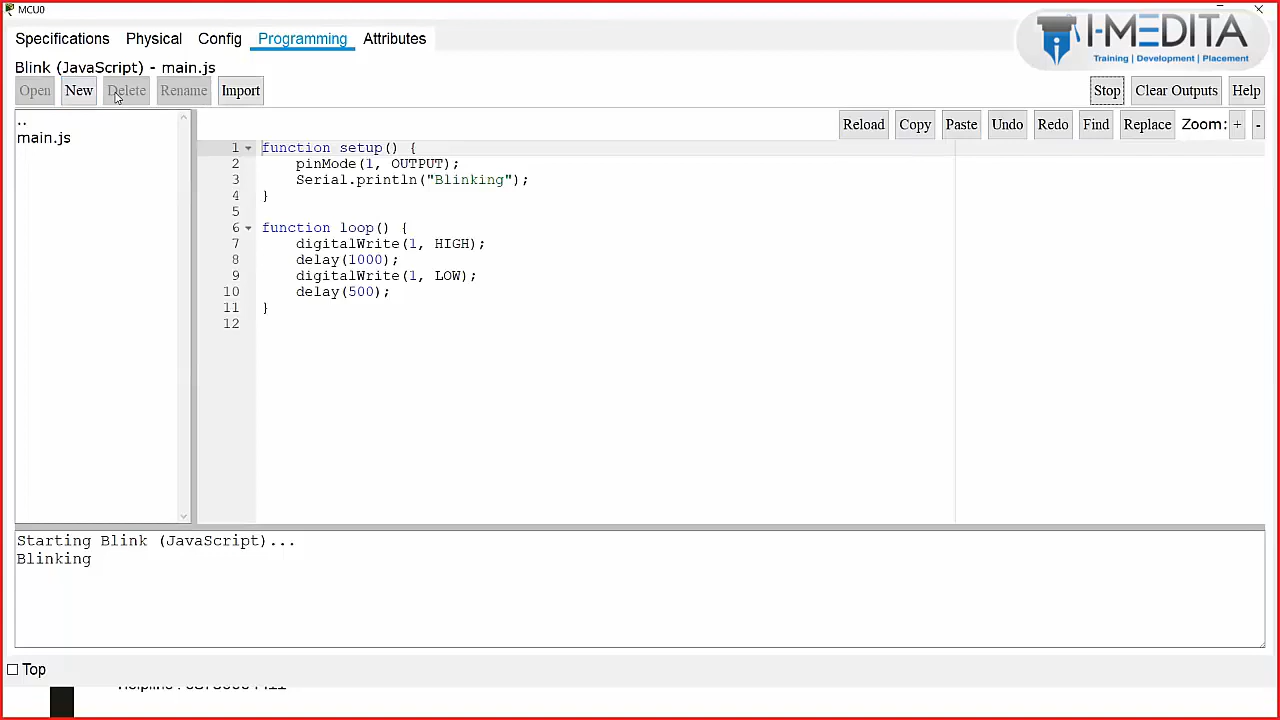 MCU0
Specifications Physical Config Programming Attributes
I-MEDITA
Training | Development | Placement
Blink (JavaScript) - main.js
Open New Delete Rename Import Stop Clear Outputs Help
Reload Copy Paste Undo Redo Find Replace Zoom: + -
..
main.js
1 function setup() {
2 pinMode(1, OUTPUT);
3 Serial.println("Blinking");
4 }
5
6 function loop() {
7 digitalWrite(1, HIGH);
8 delay(1000);
9 digitalWrite(1, LOW);
10 delay(500);
11 }
12
Starting Blink (JavaScript)...
Blinking
Top